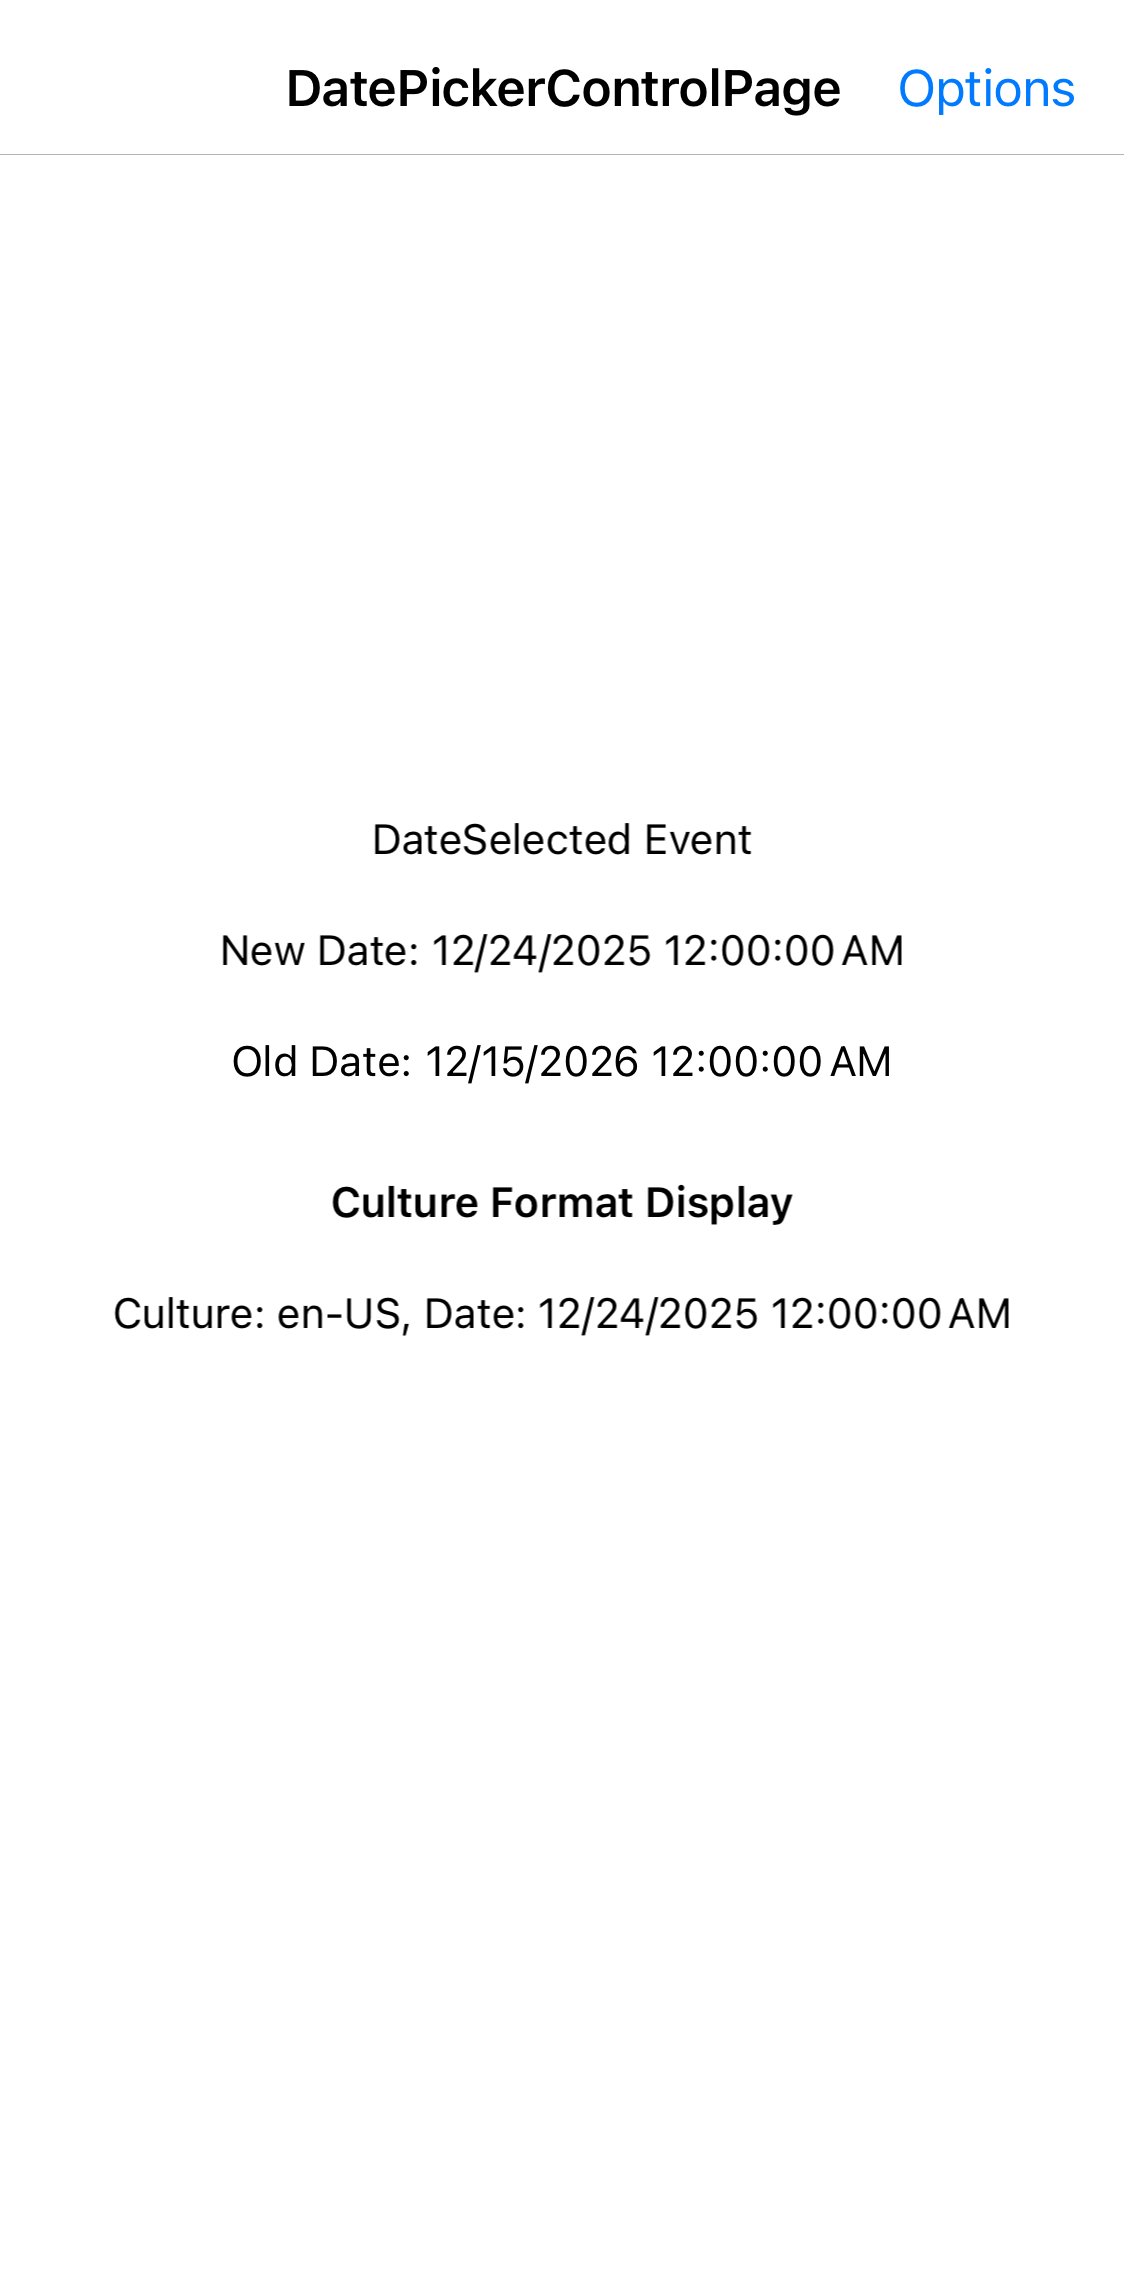 DatePickerControlPage Options
DateSelected Event
New Date: 12/24/2025 12:00:00 AM
Old Date: 12/15/2026 12:00:00 AM
Culture Format Display
Culture: en-US, Date: 12/24/2025 12:00:00 AM